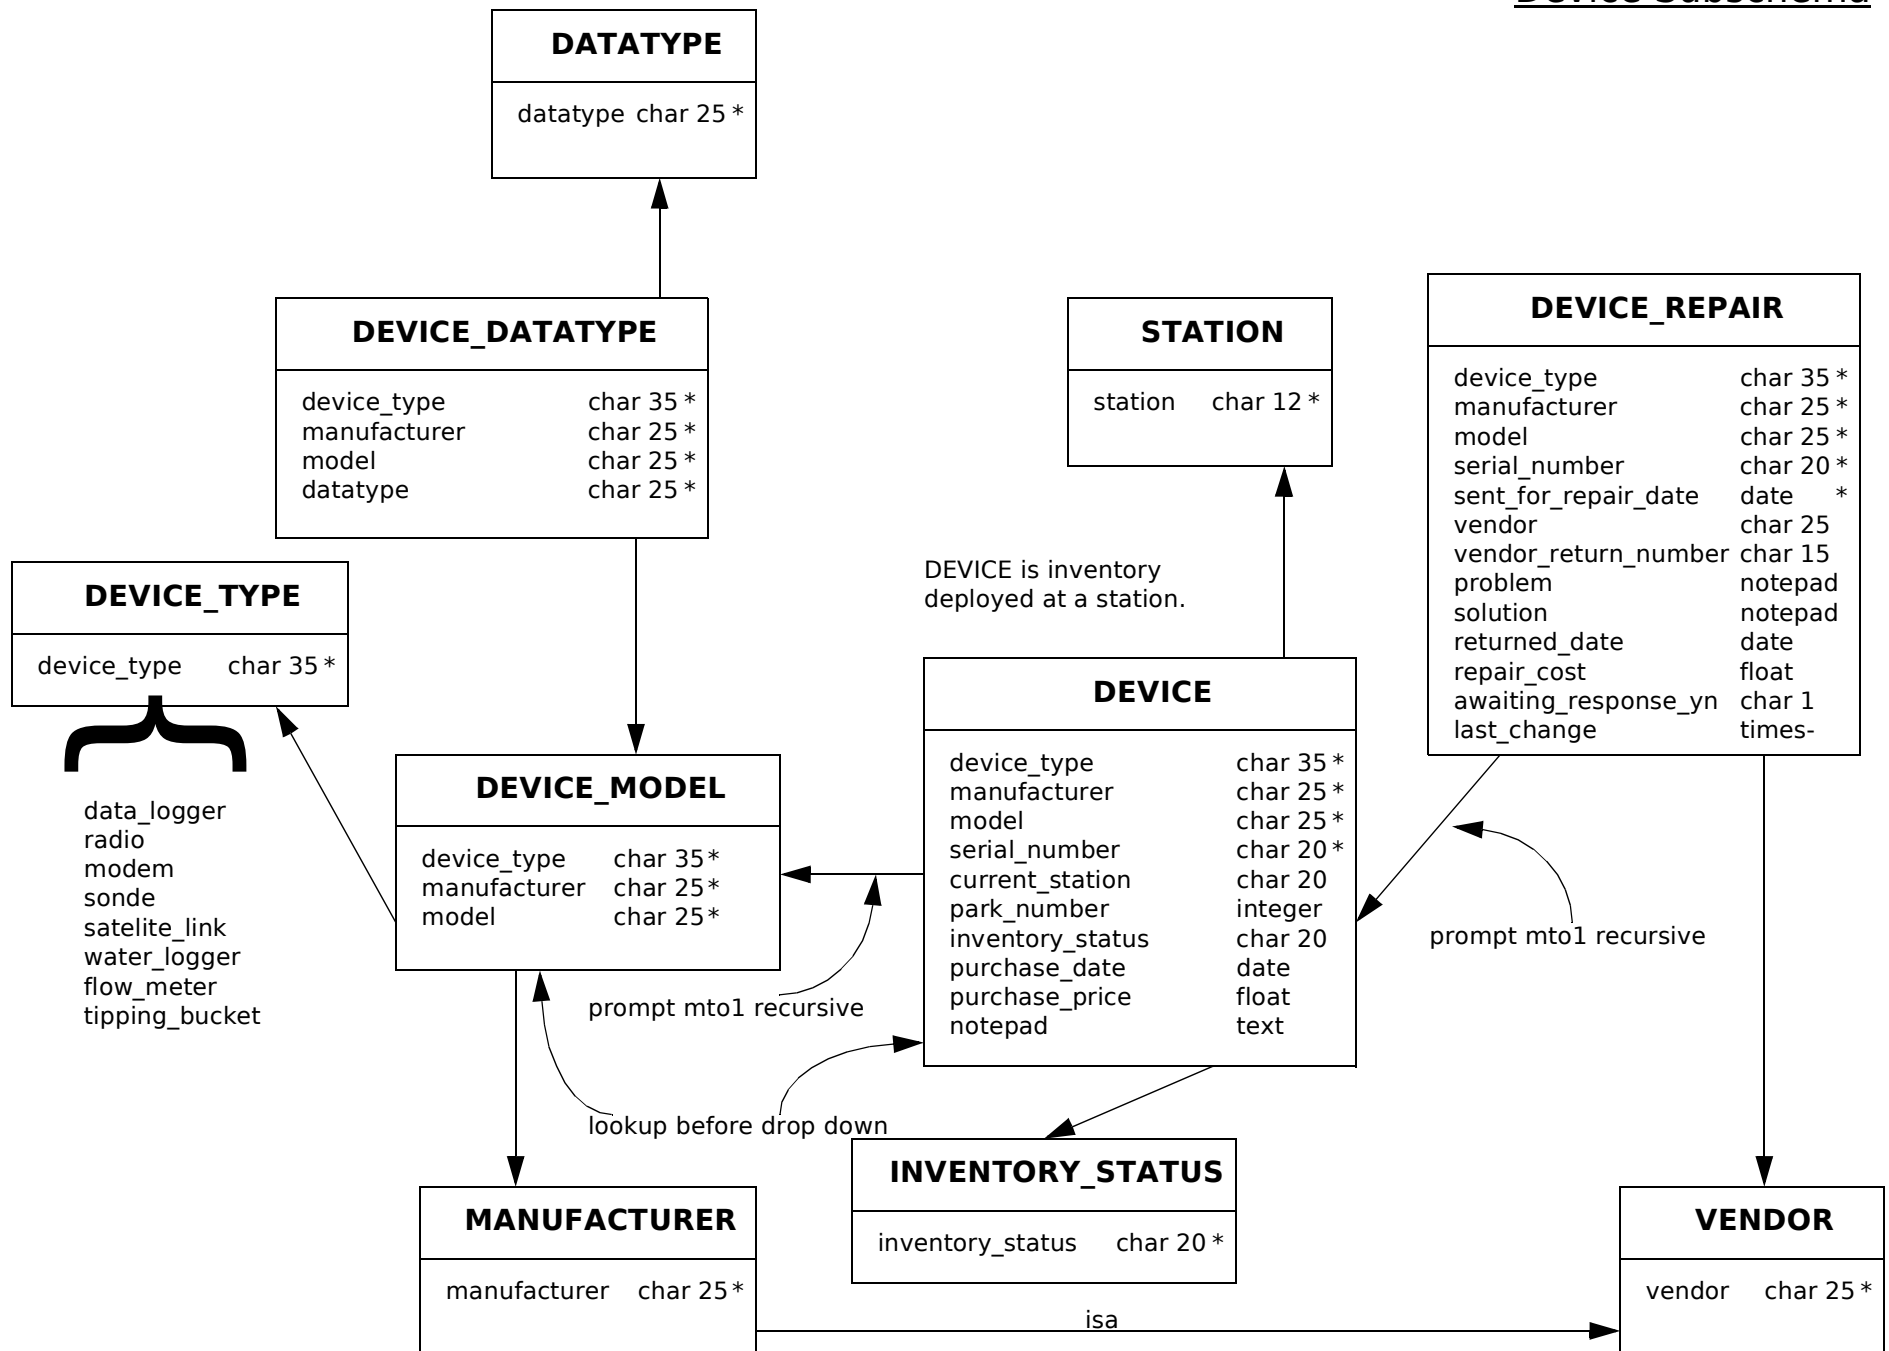 Device Subschema
DATATYPE
datatype char 25 *
DEVICE_DATATYPE
device_type char 35 *
manufacturer char 25 *
model char 25 *
datatype char 25 *
STATION
station char 12 *
DEVICE_REPAIR
device_type char 35 *
manufacturer char 25 *
model char 25 *
serial_number char 20 *
sent_for_repair_date date *
vendor char 25
vendor_return_number char 15
problem notepad
solution notepad
returned_date date
repair_cost float
awaiting_response_yn char 1
last_change times-
DEVICE_TYPE
device_type char 35 *
data_logger
radio
modem
sonde
satelite_link
water_logger
flow_meter
tipping_bucket
DEVICE is inventory
deployed at a station.
DEVICE_MODEL
device_type char 35 *
manufacturer char 25 *
model char 25 *
DEVICE
device_type char 35 *
manufacturer char 25 *
model char 25 *
serial_number char 20 *
current_station char 20
park_number integer
inventory_status char 20
purchase_date date
purchase_price float
notepad text
prompt mto1 recursive
prompt mto1 recursive
lookup before drop down
INVENTORY_STATUS
inventory_status char 20 *
MANUFACTURER
manufacturer char 25 *
isa
VENDOR
vendor char 25 *